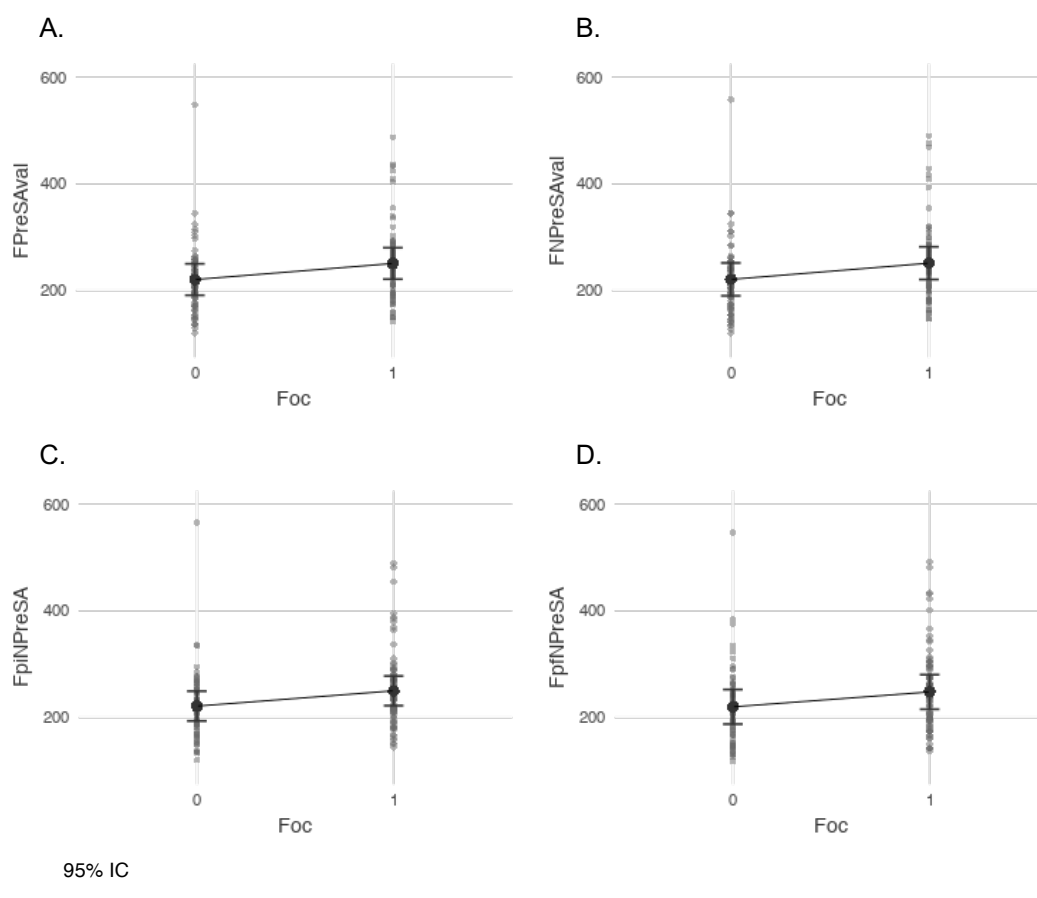 A.
600
400
200
FPreSAval
0 1
Foc
B.
600
400
200
FNPreSAval
0 1
Foc
C.
600
400
200
FpiNPreSA
0 1
Foc
D.
600
400
200
FpfNPreSA
0 1
Foc
95% IC